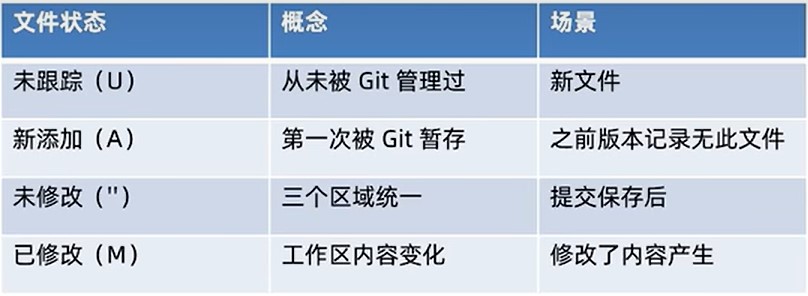 文件状态 概念 场景
未跟踪（U） 从未被 Git 管理过 新文件
新添加（A） 第一次被 Git 暂存 之前版本记录无此文件
未修改（''） 三个区域统一 提交保存后
已修改（M） 工作区内容变化 修改了内容产生